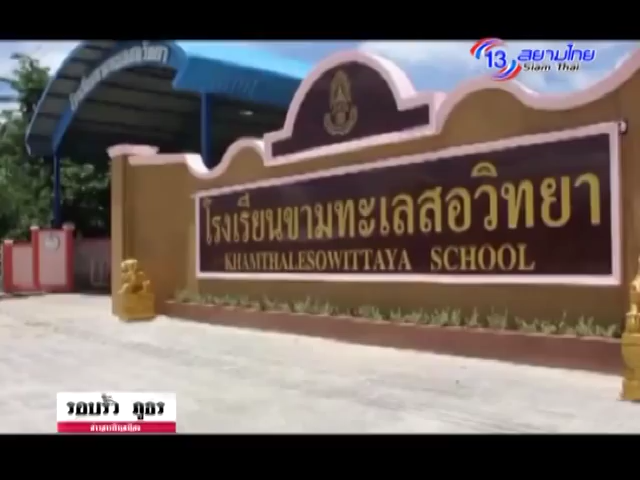 13 สยามไทย
Siam Thai
โรงเรียนขามทะเลสอวิทยา
KHAMTHALESOWITTAYA SCHOOL
รอบรั้ว ภูธร